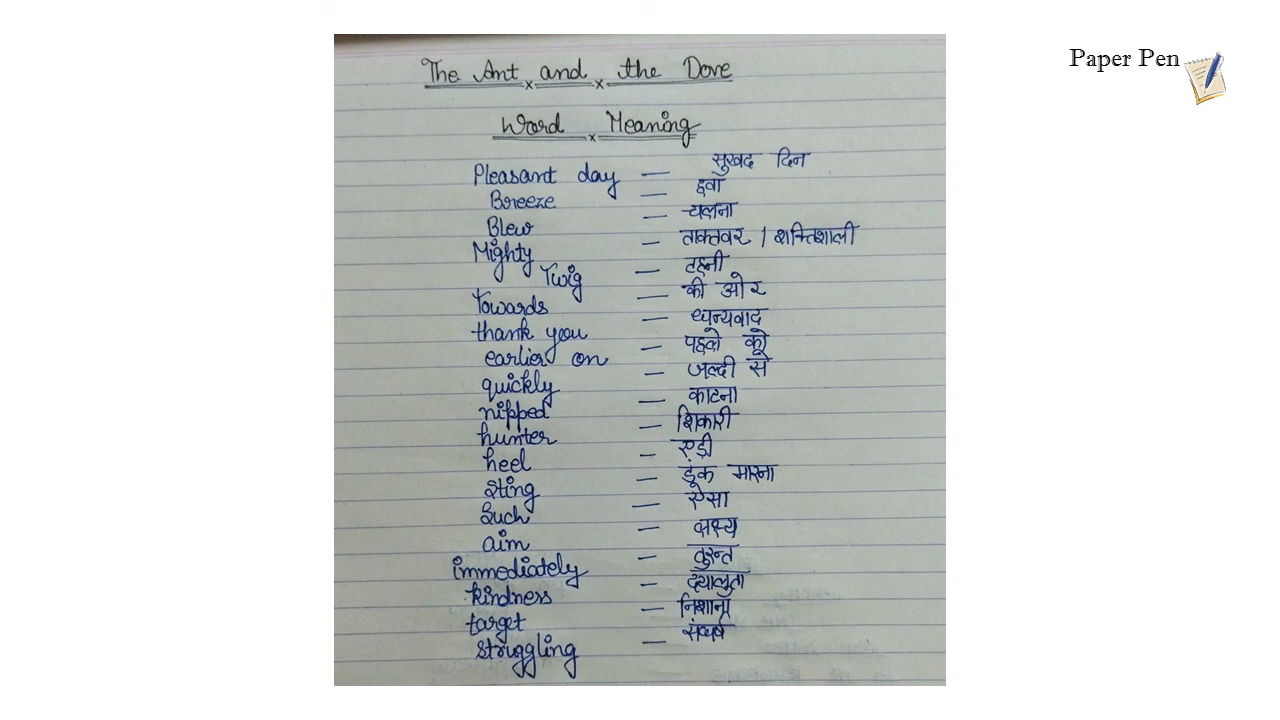 Paper Pen
The Ant and the Dove
Word Meaning
Pleasant day — सुखद दिन
Breeze — हवा
Blew — चलना
Mighty — ताकतवर / शक्तिशाली
Twig — टहनी
Towards — की ओर
thank you — धन्यवाद
earlier on — पहले को
quickly — जल्दी से
nipped — काटना
hunter — शिकारी
heel — एड़ी
Sting — डंक मारना
Such — ऐसा
aim — लक्ष्य
immediately — तुरन्त
kindness — दयालुता
target — निशाना
struggling — संघर्ष